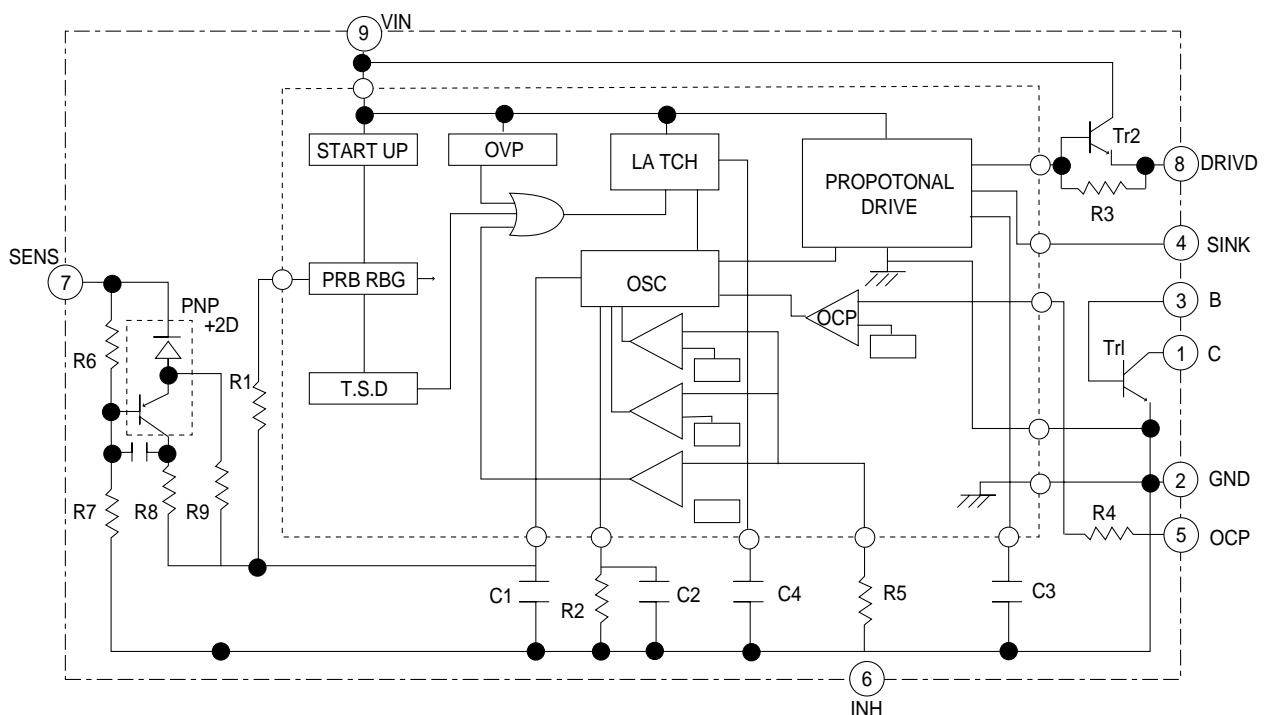 9 VIN
START UP
OVP
LA TCH
PROPOTONAL
DRIVE
Tr2
8 DRIVD
R3
4 SINK
SENS
7
PRB RBG
OSC
OCP
3 B
PNP
+2D
Trl
1 C
R6
R1
T.S.D
2 GND
R7
R8
R9
R4
5 OCP
C1
R2
C2
C4
R5
C3
6
INH